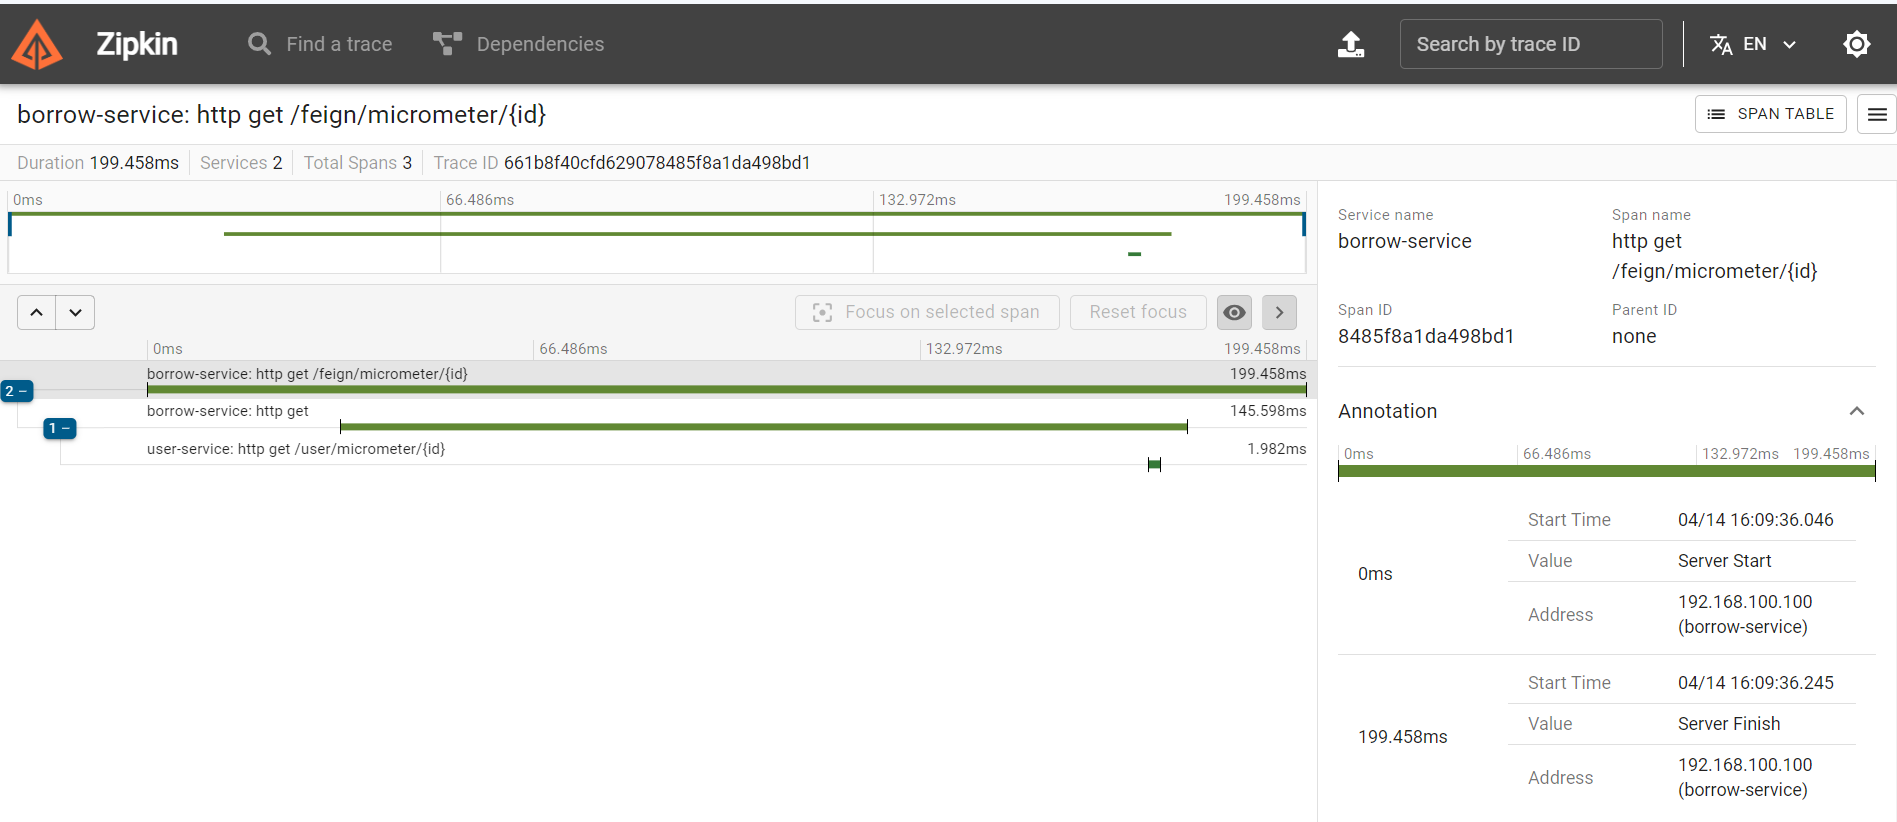 Zipkin
Find a trace
Dependencies
Search by trace ID
EN
borrow-service: http get /feign/micrometer/{id}
SPAN TABLE
Duration 199.458ms
Services 2
Total Spans 3
Trace ID 661b8f40cfd629078485f8a1da498bd1
0ms
66.486ms
132.972ms
199.458ms
Focus on selected span
Reset focus
0ms
66.486ms
132.972ms
199.458ms
borrow-service: http get /feign/micrometer/{id}
199.458ms
2 −
borrow-service: http get
145.598ms
1 −
user-service: http get /user/micrometer/{id}
1.982ms
Service name
borrow-service
Span name
http get
/feign/micrometer/{id}
Span ID
8485f8a1da498bd1
Parent ID
none
Annotation
0ms
66.486ms
132.972ms
199.458ms
0ms
Start Time
04/14 16:09:36.046
Value
Server Start
Address
192.168.100.100
(borrow-service)
199.458ms
Start Time
04/14 16:09:36.245
Value
Server Finish
Address
192.168.100.100
(borrow-service)